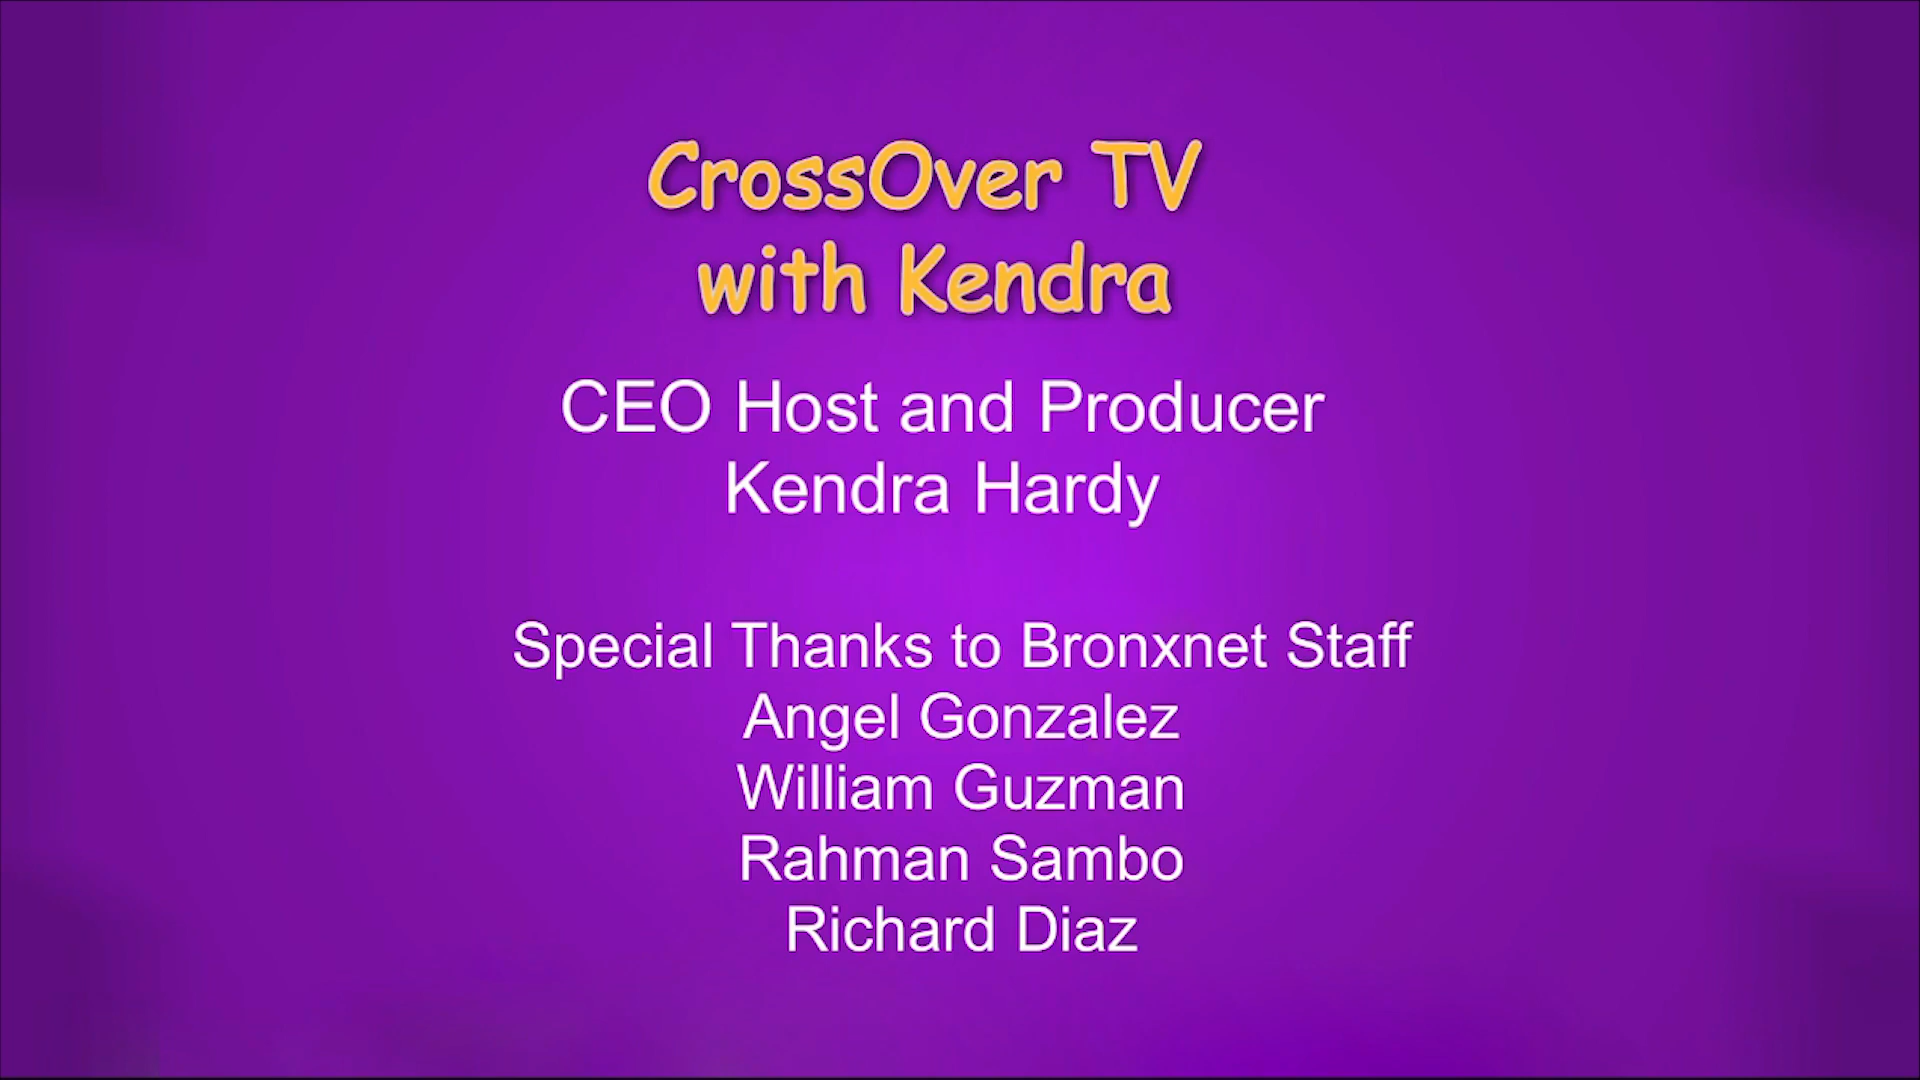 CrossOver TV
with Kendra
CEO Host and Producer
Kendra Hardy
Special Thanks to Bronxnet Staff
Angel Gonzalez
William Guzman
Rahman Sambo
Richard Diaz